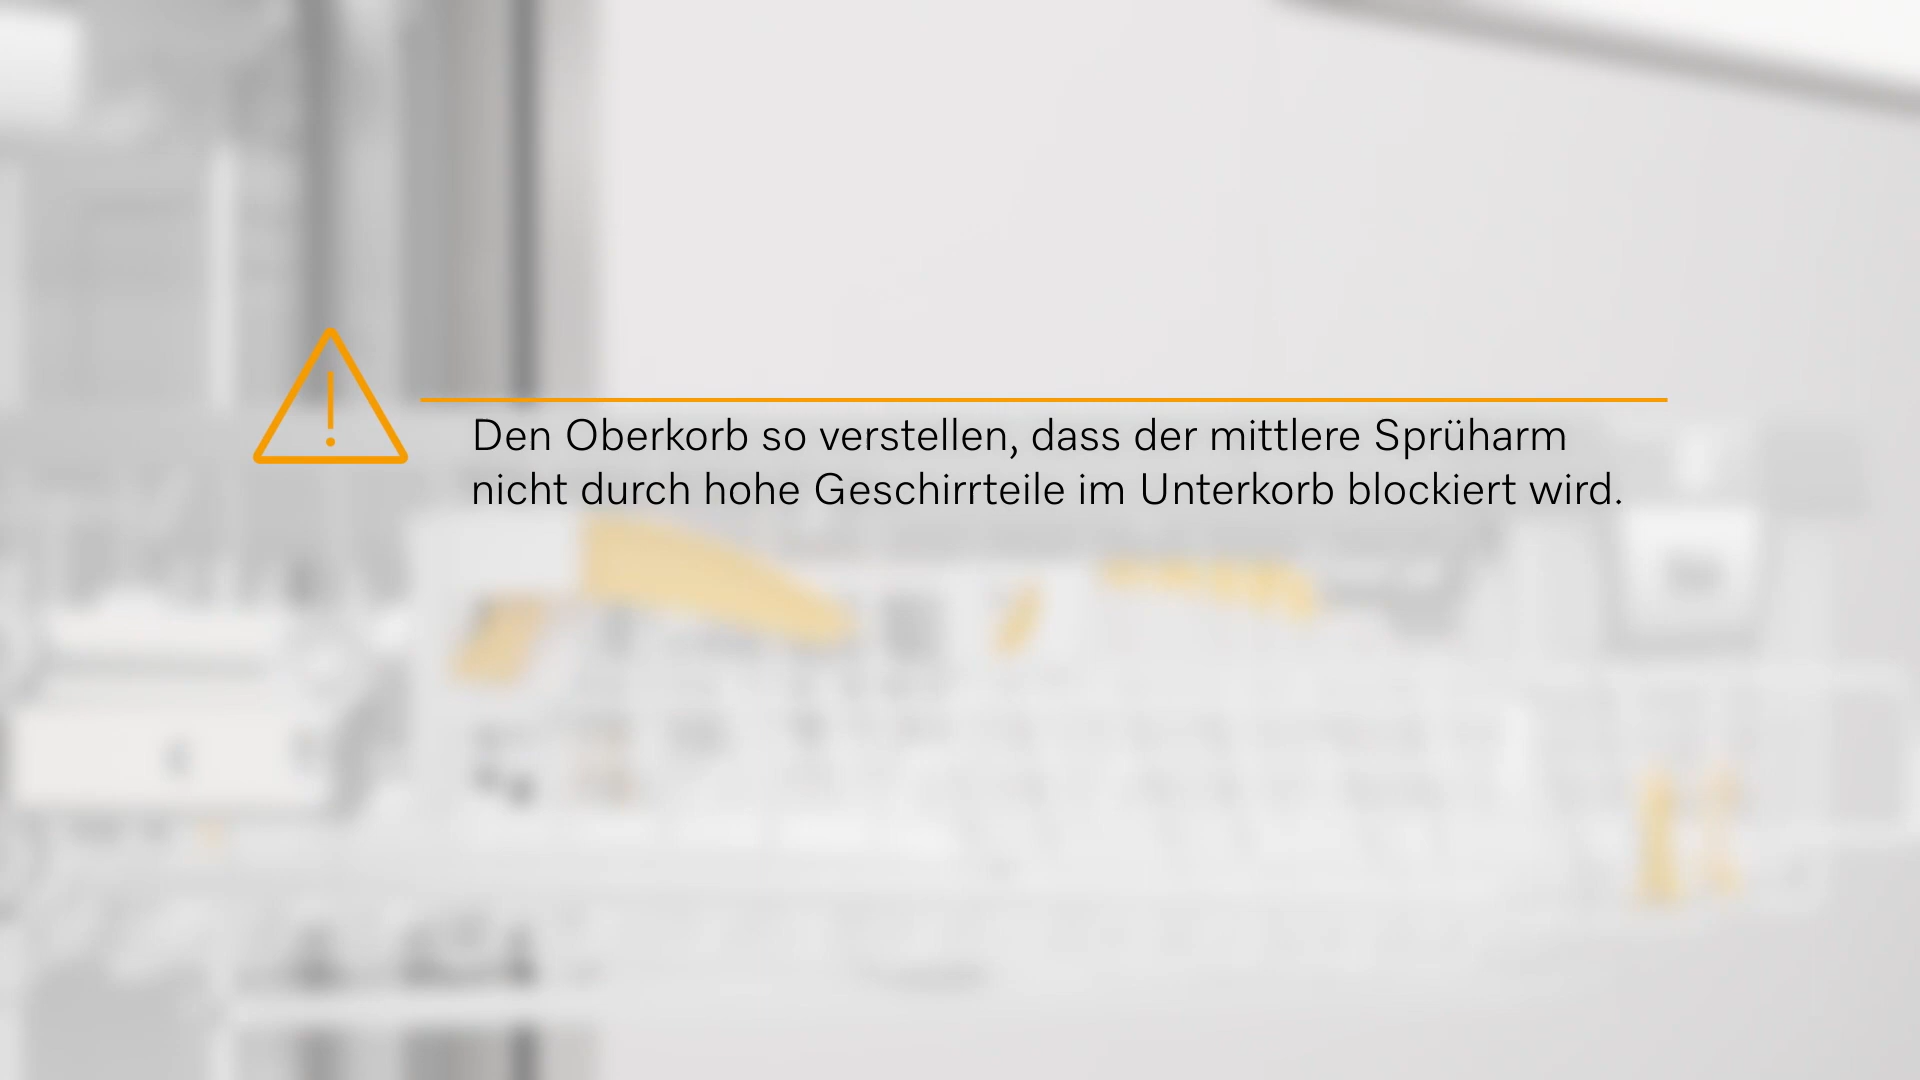 Den Oberkorb so verstellen, dass der mittlere Sprüharm
nicht durch hohe Geschirrteile im Unterkorb blockiert wird.